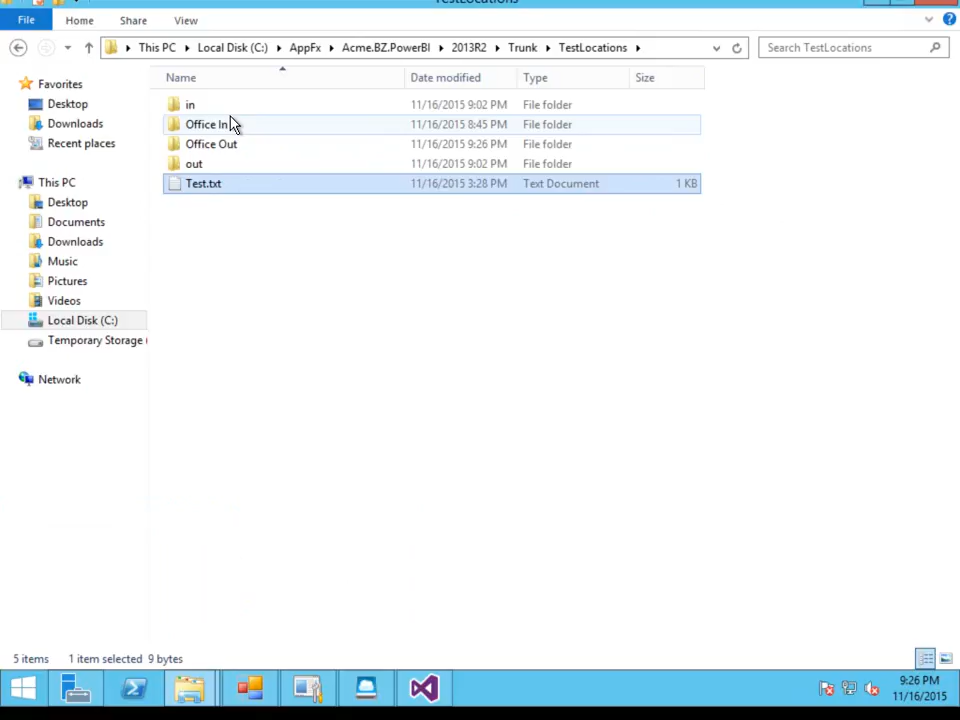 TestLocations
File Home Share View
This PC Local Disk (C:) AppFx Acme.BZ.PowerBI 2013R2 Trunk TestLocations Search TestLocations
Name Date modified Type Size
Favorites
Desktop
Downloads
Recent places
This PC
Desktop
Documents
Downloads
Music
Pictures
Videos
Local Disk (C:)
Temporary Storage (
Network
in 11/16/2015 9:02 PM File folder
Office In 11/16/2015 8:45 PM File folder
Office Out 11/16/2015 9:26 PM File folder
out 11/16/2015 9:02 PM File folder
Test.txt 11/16/2015 3:28 PM Text Document 1 KB
5 items 1 item selected 9 bytes
9:26 PM
11/16/2015